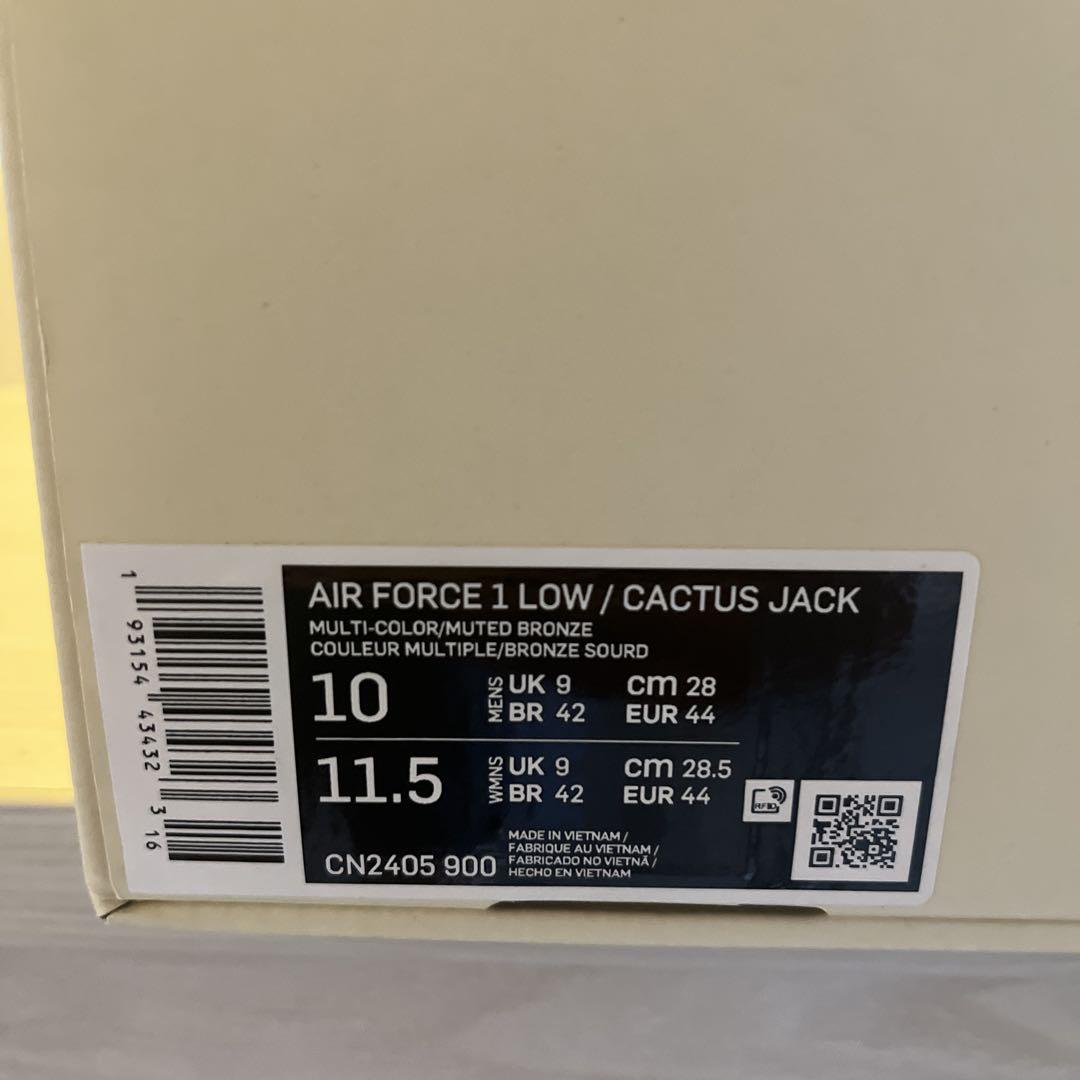 AIR FORCE 1 LOW / CACTUS JACK
MULTI-COLOR/MUTED BRONZE
COULEUR MULTIPLE/BRONZE SOURD
10 MENS UK 9 cm 28
BR 42 EUR 44
11.5 WMNS UK 9 cm 28.5
BR 42 EUR 44
RFID
CN2405 900
MADE IN VIETNAM /
FABRIQUE AU VIETNAM /
FABRICADO NO VIETNÃ /
HECHO EN VIETNAM
1 93154 43432 3 16